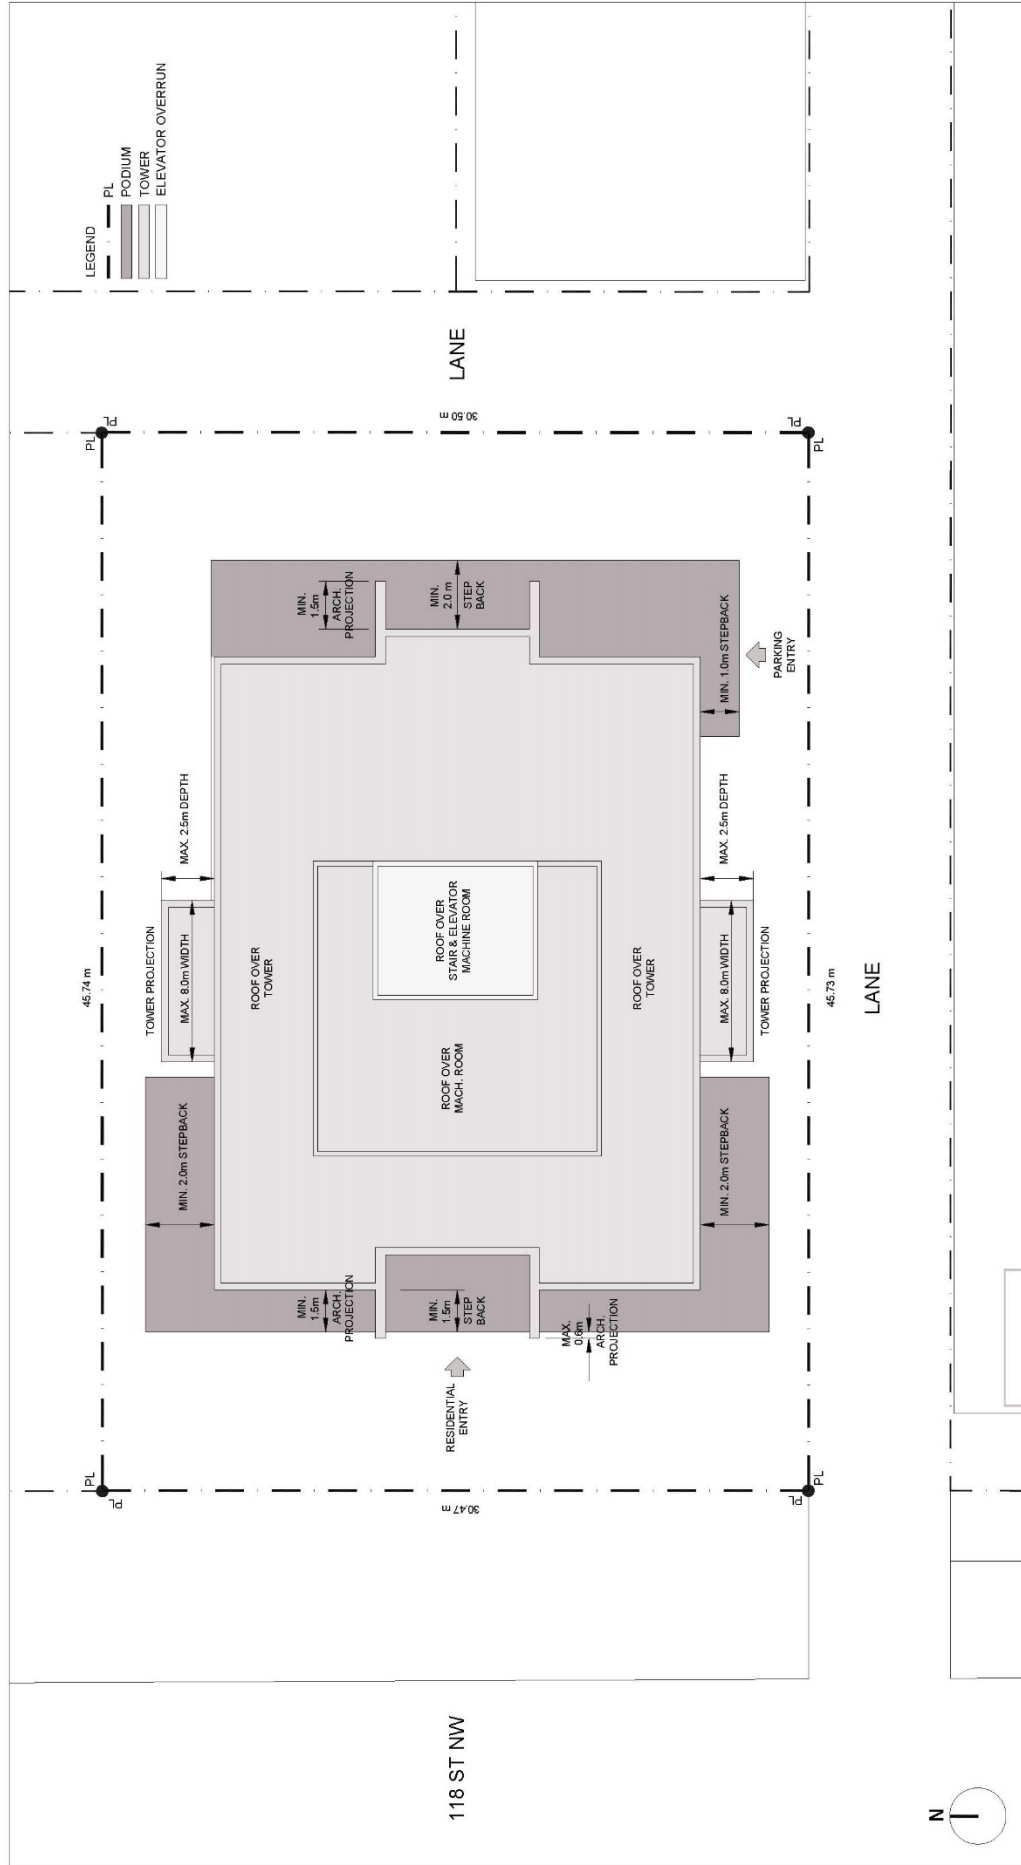 LEGEND
PL
PODIUM
TOWER
ELEVATOR OVERRUN
118 ST NW
N
PL
PL
45.74 m
PL
PL
30.47 m
30.50 m
LANE
TOWER PROJECTION
MAX. 8.0m WIDTH
MAX. 2.5m DEPTH
MIN. 2.0m STEPBACK
ROOF OVER
TOWER
MIN.
1.5m
ARCH.
PROJECTION
MIN.
1.5m
ARCH.
PROJECTION
RESIDENTIAL
ENTRY
MIN.
1.5m
STEP
BACK
ROOF OVER
MACH. ROOM
ROOF OVER
STAIR & ELEVATOR
MACHINE ROOM
MIN.
2.0 m
STEP
BACK
MAX.
0.6m
ARCH.
PROJECTION
ROOF OVER
TOWER
MIN. 2.0m STEPBACK
MAX. 8.0m WIDTH
MAX. 2.5m DEPTH
TOWER PROJECTION
MIN. 1.0m STEPBACK
PARKING
ENTRY
PL
PL
45.73 m
PL
PL
LANE